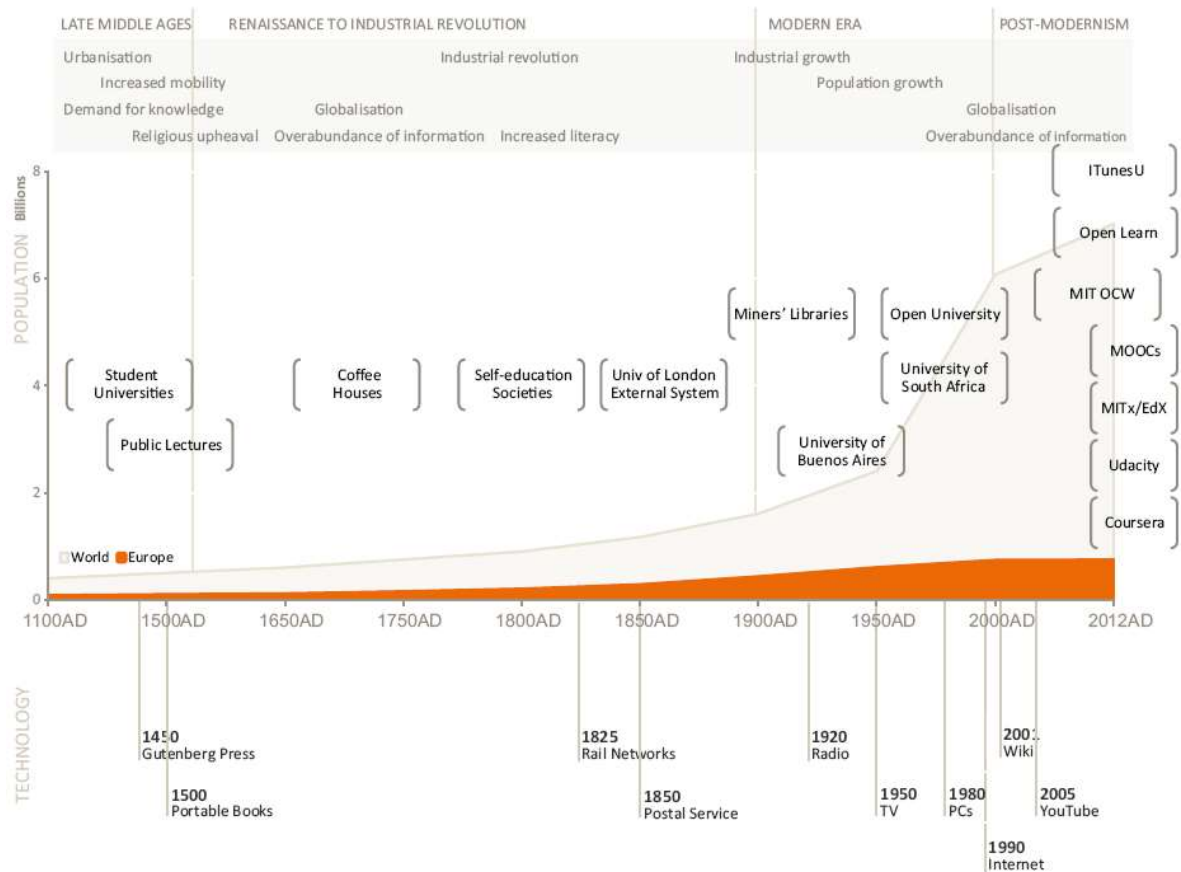 LATE MIDDLE AGES RENAISSANCE TO INDUSTRIAL REVOLUTION MODERN ERA POST-MODERNISM
Urbanisation Industrial revolution Industrial growth
Increased mobility Population growth
Demand for knowledge Globalisation Globalisation
Religious upheaval Overabundance of information Increased literacy Overabundance of information
POPULATION Billions
8
6
4
2
0
ITunesU
Open Learn
MIT OCW
Miners' Libraries
Open University
MOOCs
Student
Universities
Coffee
Houses
Self-education
Societies
Univ of London
External System
University of
South Africa
MITx/EdX
Public Lectures
University of
Buenos Aires
Udacity
Coursera
World Europe
1100AD 1500AD 1650AD 1750AD 1800AD 1850AD 1900AD 1950AD 2000AD 2012AD
TECHNOLOGY
1450
Gutenberg Press
1500
Portable Books
1825
Rail Networks
1850
Postal Service
1920
Radio
1950
TV
1980
PCs
2001
Wiki
2005
YouTube
1990
Internet